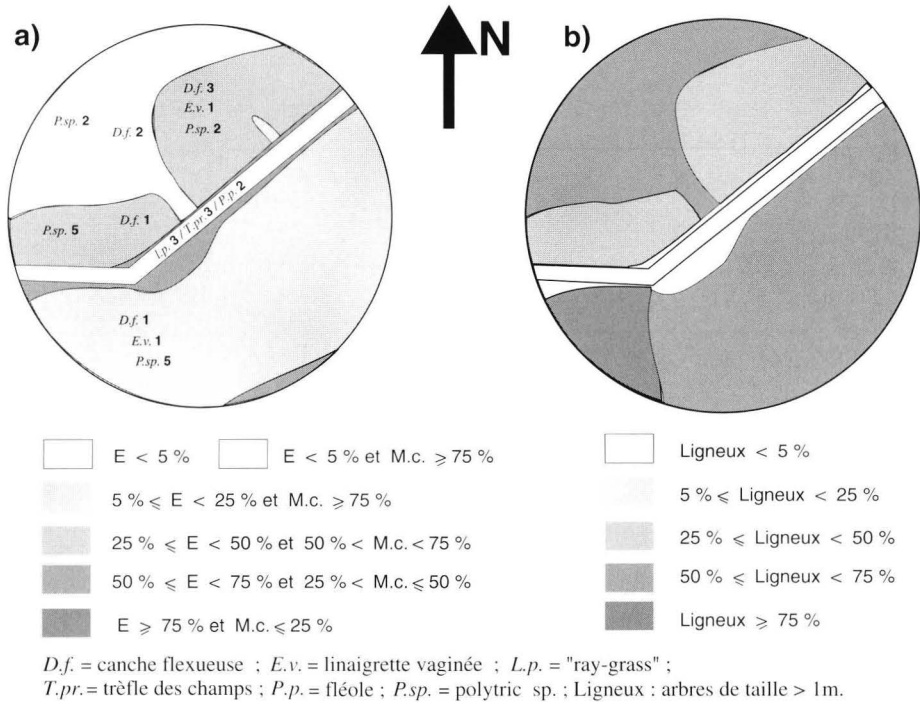 a)
N
b)
D.f. 3
E.v. 1
P.sp. 2
P.sp. 2
D.f. 2
L.p. 3 / T.pr. 3 / P.p. 2
P.sp. 5
D.f. 1
D.f. 1
E.v. 1
P.sp. 5
E < 5 %
E < 5 % et M.c. ⩾ 75 %
5 % ⩽ E < 25 % et M.c. ⩾ 75 %
25 % ⩽ E < 50 % et 50 % < M.c. < 75 %
50 % ⩽ E < 75 % et 25 % < M.c. ⩽ 50 %
E ⩾ 75 % et M.c. ⩽ 25 %
Ligneux < 5 %
5 % ⩽ Ligneux < 25 %
25 % ⩽ Ligneux < 50 %
50 % ⩽ Ligneux < 75 %
Ligneux ⩾ 75 %
D.f. = canche flexueuse ; E.v. = linaigrette vaginée ; L.p. = "ray-grass" ;
T.pr. = trèfle des champs ; P.p. = fléole ; P.sp. = polytric sp. ; Ligneux : arbres de taille > 1m.